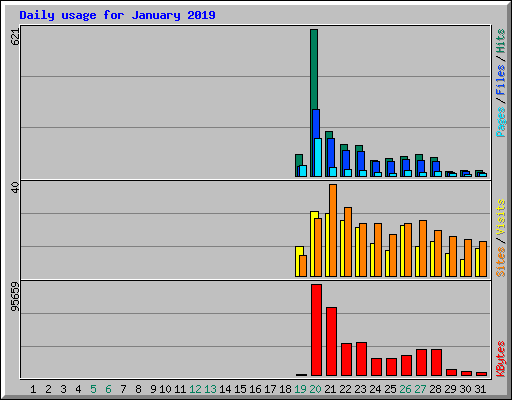 Daily usage for January 2019
621
Pages / Files / Hits
40
Sites / Visits
95659
KBytes
1 2 3 4 5 6 7 8 9 10 11 12 13 14 15 16 17 18 19 20 21 22 23 24 25 26 27 28 29 30 31